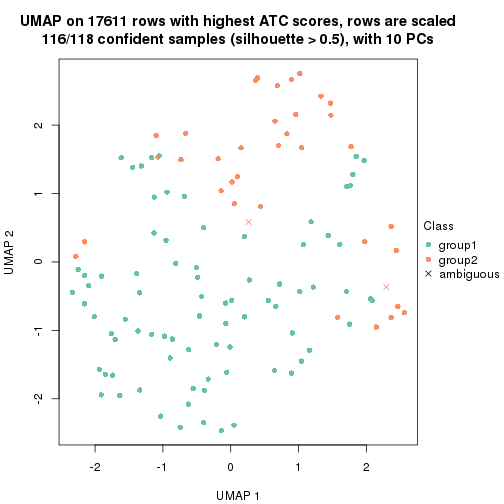 UMAP on 17611 rows with highest ATC scores, rows are scaled
116/118 confident samples (silhouette > 0.5), with 10 PCs
UMAP 2
2
1
0
-1
-2
-2
-1
0
1
2
UMAP 1
Class
group1
group2
ambiguous